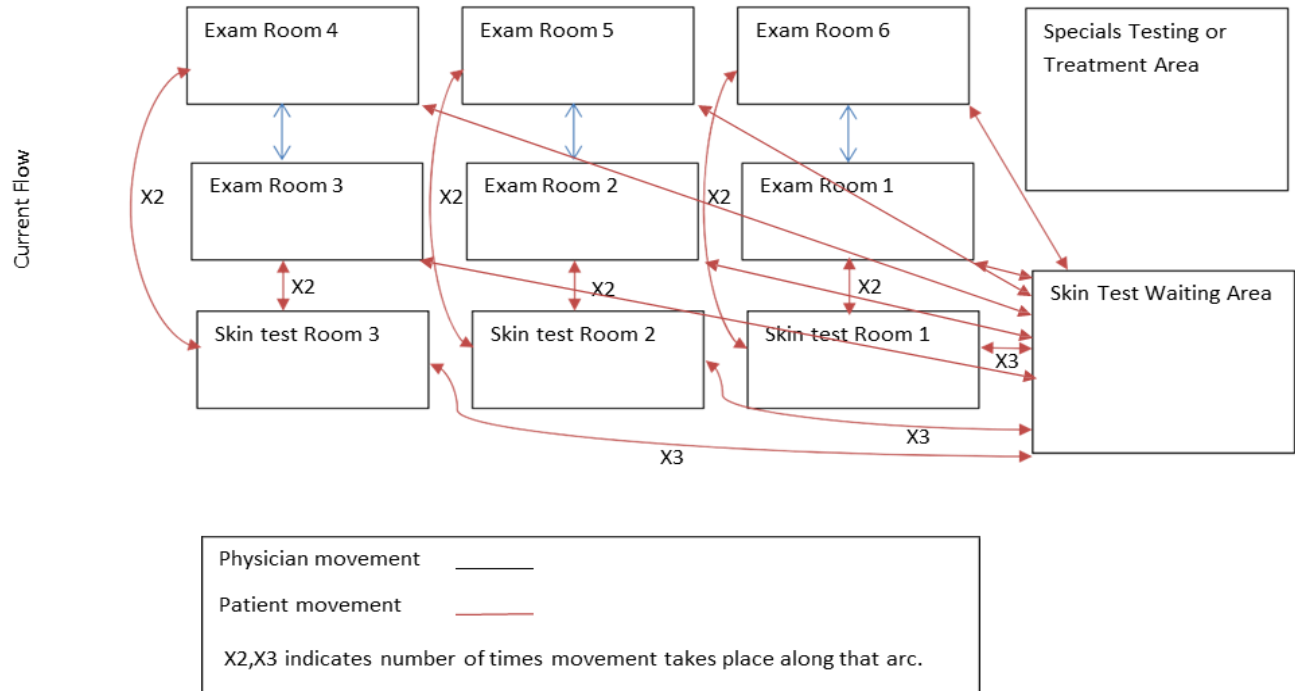 Current Flow
Exam Room 4
Exam Room 5
Exam Room 6
Specials Testing or
Treatment Area
Exam Room 3
Exam Room 2
Exam Room 1
X2
X2
X2
X2
X2
X2
Skin Test Waiting Area
Skin test Room 3
Skin test Room 2
Skin test Room 1
X3
X3
X3
Physician movement
Patient movement
X2,X3 indicates number of times movement takes place along that arc.